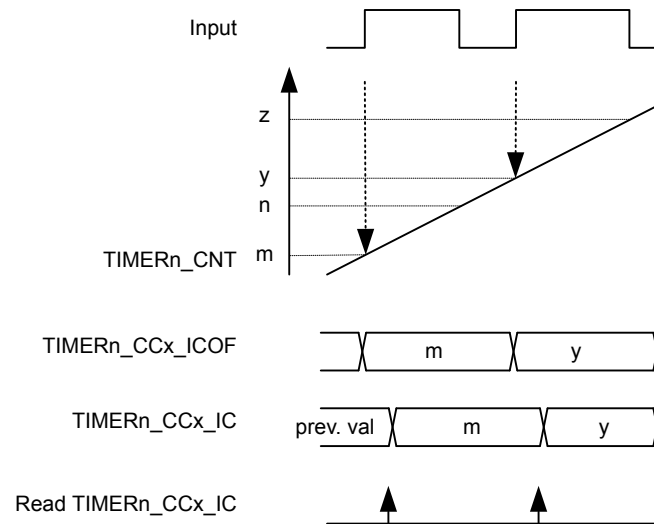 Input
z
y
n
TIMERn_CNT m
TIMERn_CCx_ICOF m y
TIMERn_CCx_IC prev. val m y
Read TIMERn_CCx_IC